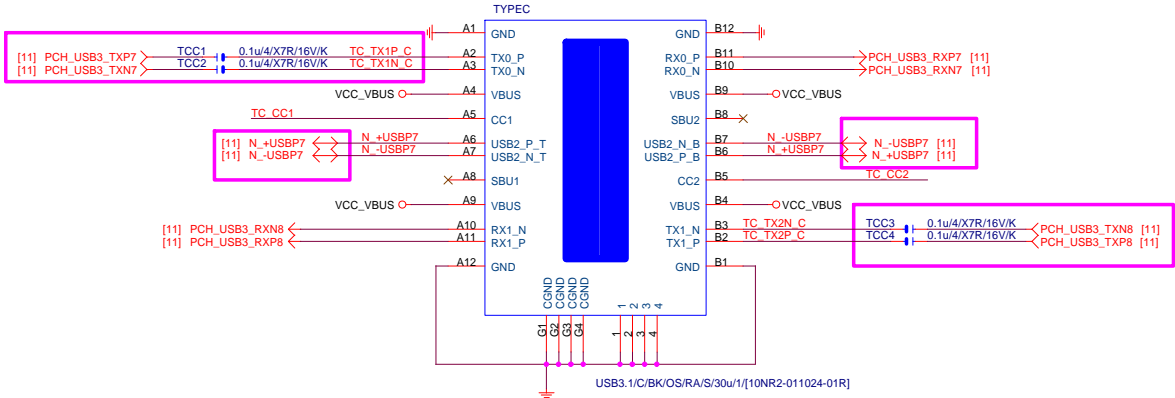 TYPEC
A1 GND GND B12
[11] PCH_USB3_TXP7 TCC1 0.1u/4/X7R/16V/K TC_TX1P_C A2 TX0_P RX0_P B11 PCH_USB3_RXP7 [11]
[11] PCH_USB3_TXN7 TCC2 0.1u/4/X7R/16V/K TC_TX1N_C A3 TX0_N RX0_N B10 PCH_USB3_RXN7 [11]
VCC_VBUS A4 VBUS VBUS B9 VCC_VBUS
TC_CC1 A5 CC1 SBU2 B8
[11] N_+USBP7 N_+USBP7 A6 USB2_P_T USB2_N_B B7 N_-USBP7 N_-USBP7 [11]
[11] N_-USBP7 N_-USBP7 A7 USB2_N_T USB2_P_B B6 N_+USBP7 N_+USBP7 [11]
A8 SBU1 CC2 B5 TC_CC2
VCC_VBUS A9 VBUS VBUS B4 VCC_VBUS
[11] PCH_USB3_RXN8 A10 RX1_N TX1_N B3 TC_TX2N_C TCC3 0.1u/4/X7R/16V/K PCH_USB3_TXN8 [11]
[11] PCH_USB3_RXP8 A11 RX1_P TX1_P B2 TC_TX2P_C TCC4 0.1u/4/X7R/16V/K PCH_USB3_TXP8 [11]
A12 GND GND B1
CGND CGND CGND CGND 1 2 3 4
G1 G2 G3 G4 1 2 3 4
USB3.1/C/BK/OS/RA/S/30u/1/[10NR2-011024-01R]